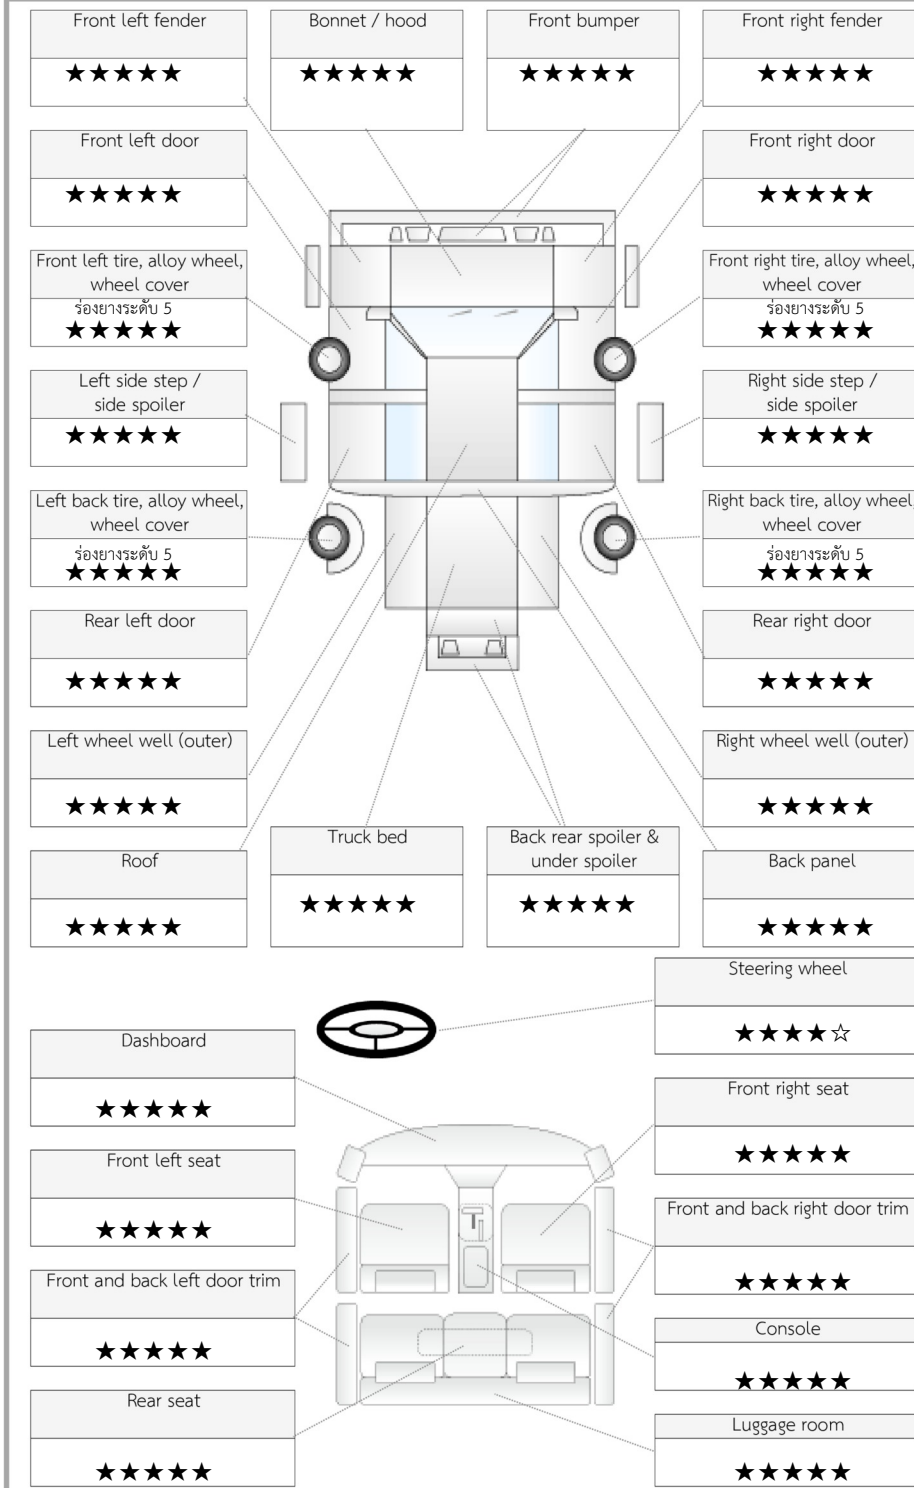 Front left fender
★★★★★
Bonnet / hood
★★★★★
Front bumper
★★★★★
Front right fender
★★★★★
Front left door
★★★★★
Front right door
★★★★★
Front left tire, alloy wheel,
wheel cover
ร่องยางระดับ 5
★★★★★
Front right tire, alloy wheel,
wheel cover
ร่องยางระดับ 5
★★★★★
Left side step /
side spoiler
★★★★★
Right side step /
side spoiler
★★★★★
Left back tire, alloy wheel,
wheel cover
ร่องยางระดับ 5
★★★★★
Right back tire, alloy wheel,
wheel cover
ร่องยางระดับ 5
★★★★★
Rear left door
★★★★★
Rear right door
★★★★★
Left wheel well (outer)
★★★★★
Right wheel well (outer)
★★★★★
Roof
★★★★★
Truck bed
★★★★★
Back rear spoiler &
under spoiler
★★★★★
Back panel
★★★★★
Steering wheel
★★★★☆
Dashboard
★★★★★
Front right seat
★★★★★
Front left seat
★★★★★
Front and back right door trim
★★★★★
Front and back left door trim
★★★★★
Console
★★★★★
Rear seat
★★★★★
Luggage room
★★★★★